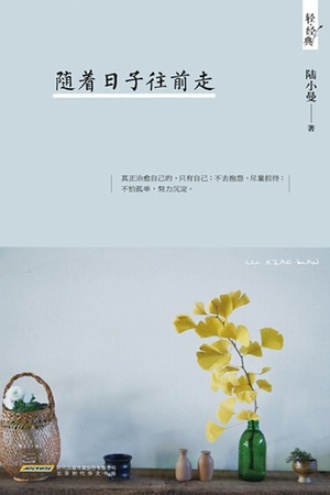 轻·经典
随着日子往前走
陆小曼
著
真正治愈自己的，只有自己：不去抱怨，尽量担待；
不怕孤单，努力沉淀。
LU XIAO MAN